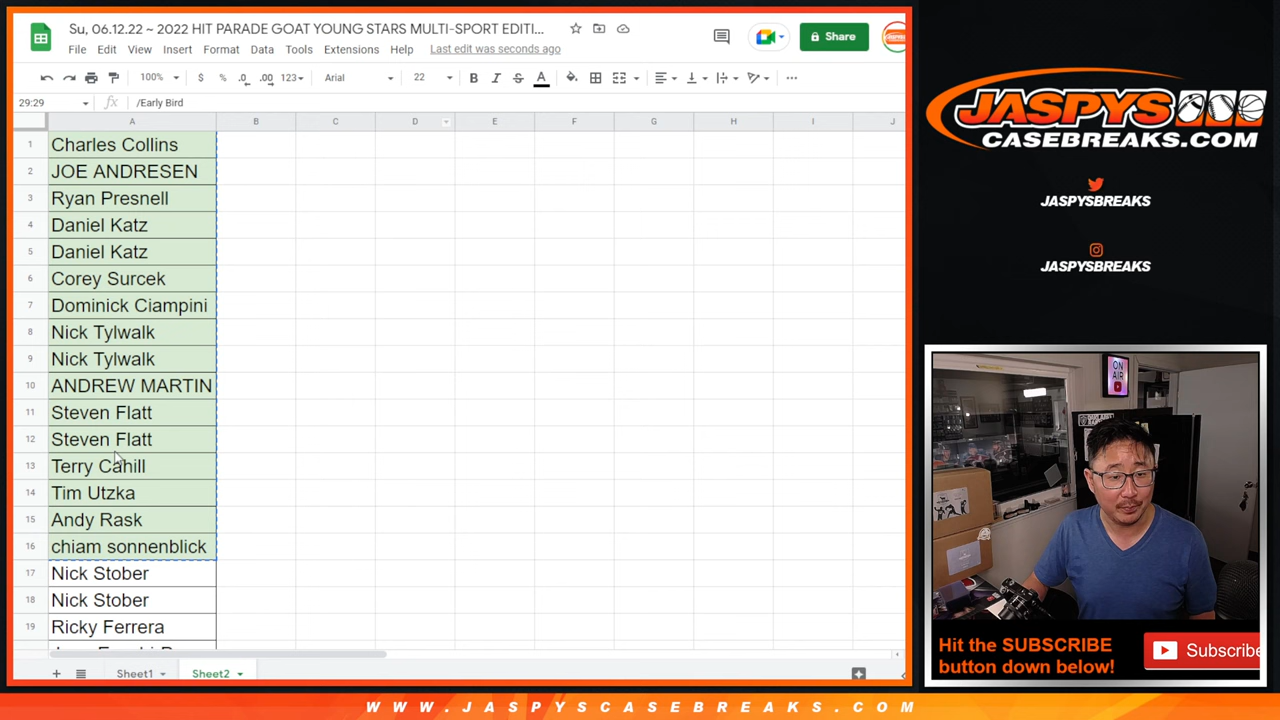 Su, 06.12.22 ~ 2022 HIT PARADE GOAT YOUNG STARS MULTI-SPORT EDITI...
File Edit View Insert Format Data Tools Extensions Help Last edit was seconds ago
Share
100% $ % .0 .00 123 Arial 22 B I S A
29:29 fx /Early Bird
A B C D E F G H I J
1 Charles Collins
2 JOE ANDRESEN
3 Ryan Presnell
4 Daniel Katz
5 Daniel Katz
6 Corey Surcek
7 Dominick Ciampini
8 Nick Tylwalk
9 Nick Tylwalk
10 ANDREW MARTIN
11 Steven Flatt
12 Steven Flatt
13 Terry Cahill
14 Tim Utzka
15 Andy Rask
16 chiam sonnenblick
17 Nick Stober
18 Nick Stober
19 Ricky Ferrera
Sheet1 Sheet2
JASPYS
CASEBREAKS.COM
JASPYSBREAKS
JASPYSBREAKS
ON
AIR
Hit the SUBSCRIBE
button down below!
Subscribe
WWW.JASPYSCASEBREAKS.COM